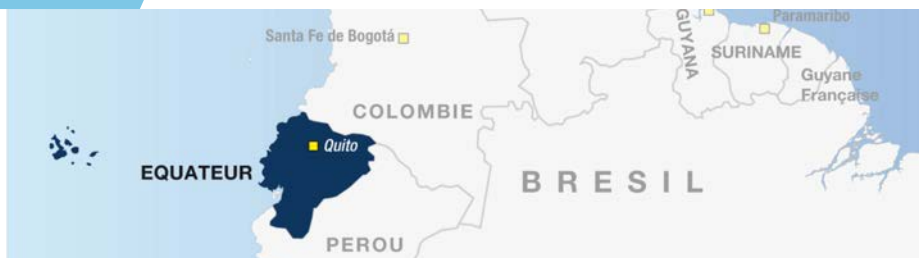 Paramaribo
Santa Fe de Bogotá
GUYANA
SURINAME
Guyane
Française
COLOMBIE
Quito
EQUATEUR
BRESIL
PEROU